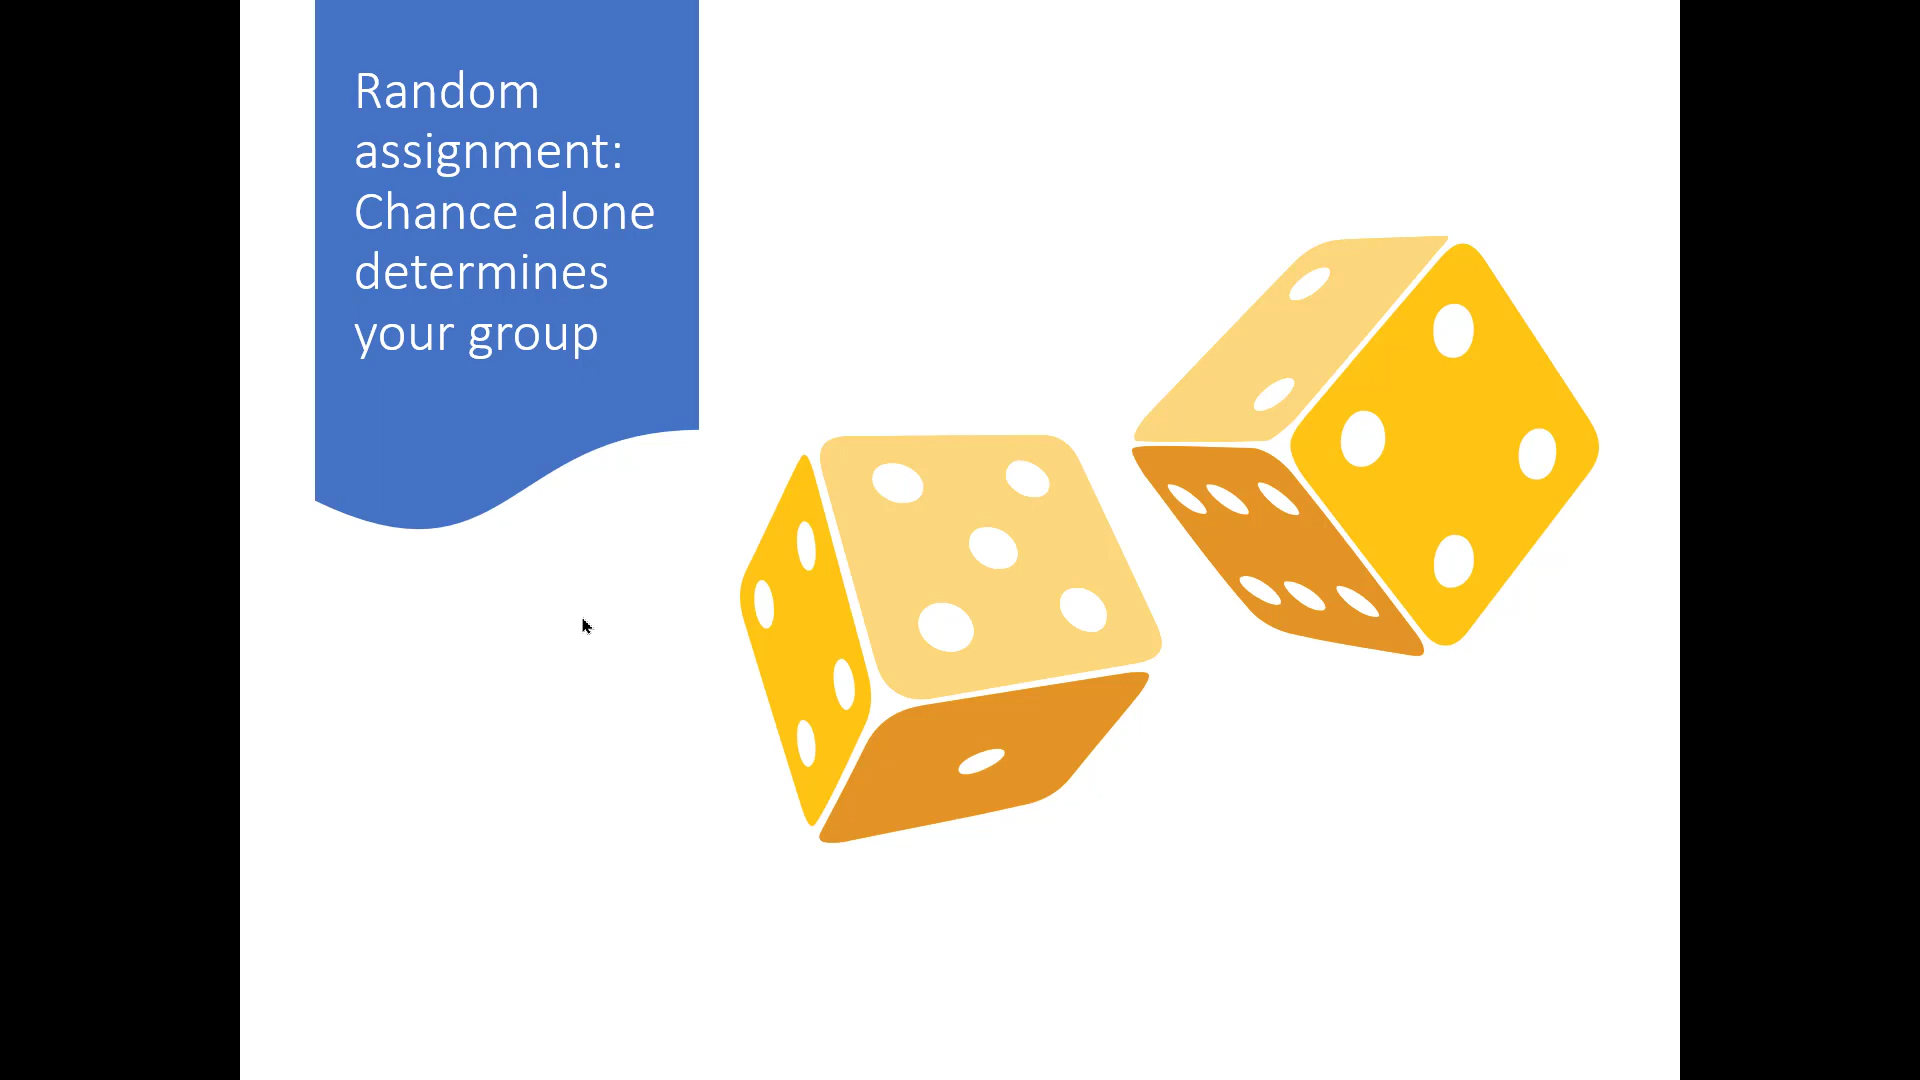 Random
assignment:
Chance alone
determines
your group